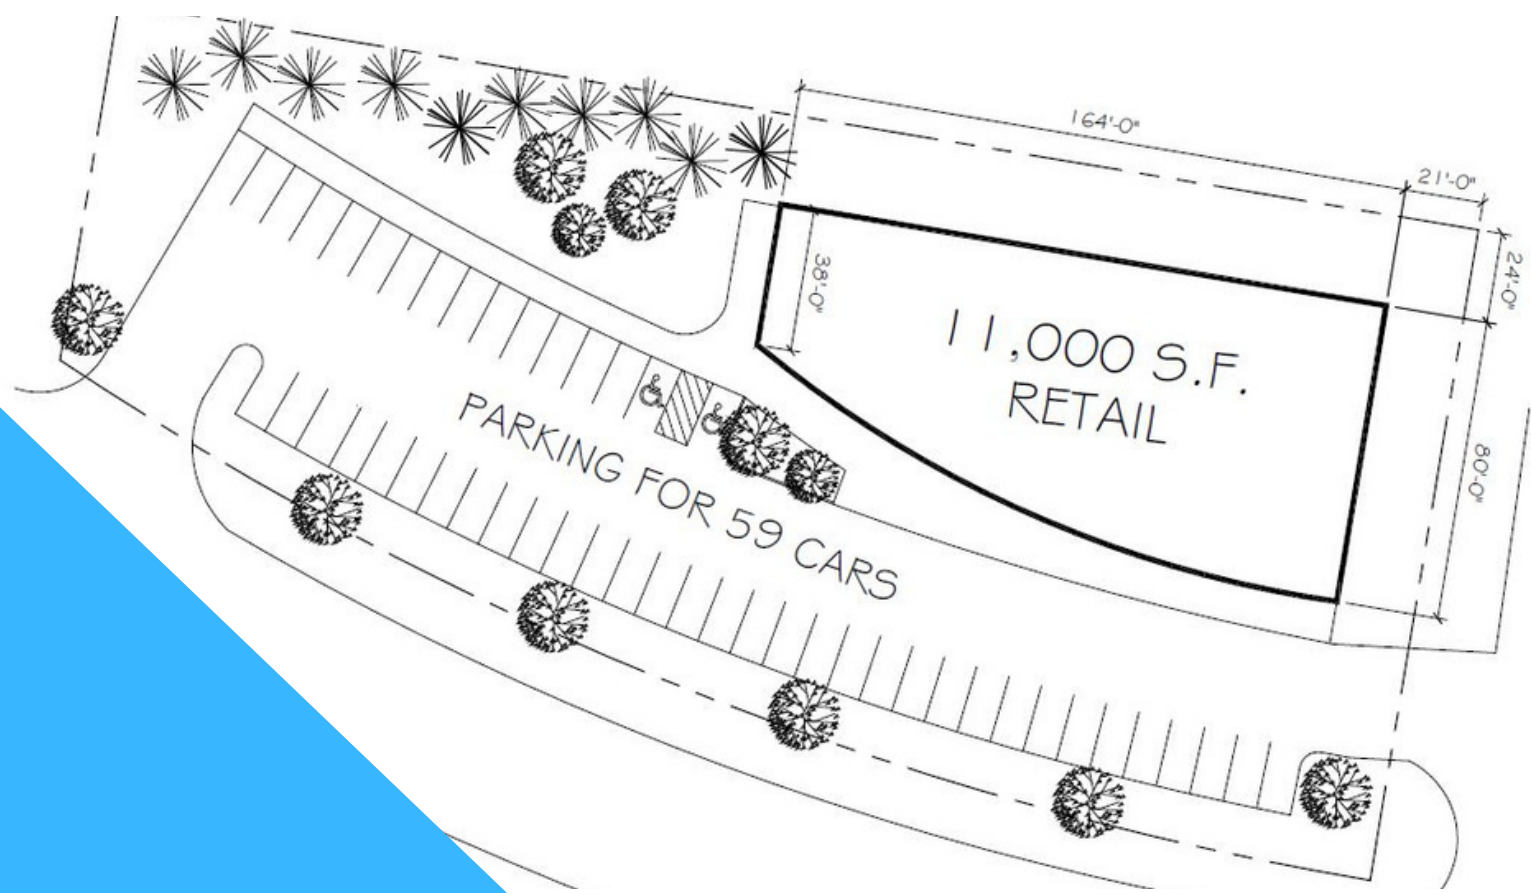 164'-0"
21'-0"
24'-0"
38'-0"
11,000 S.F.
RETAIL
80'-0"
PARKING FOR 59 CARS